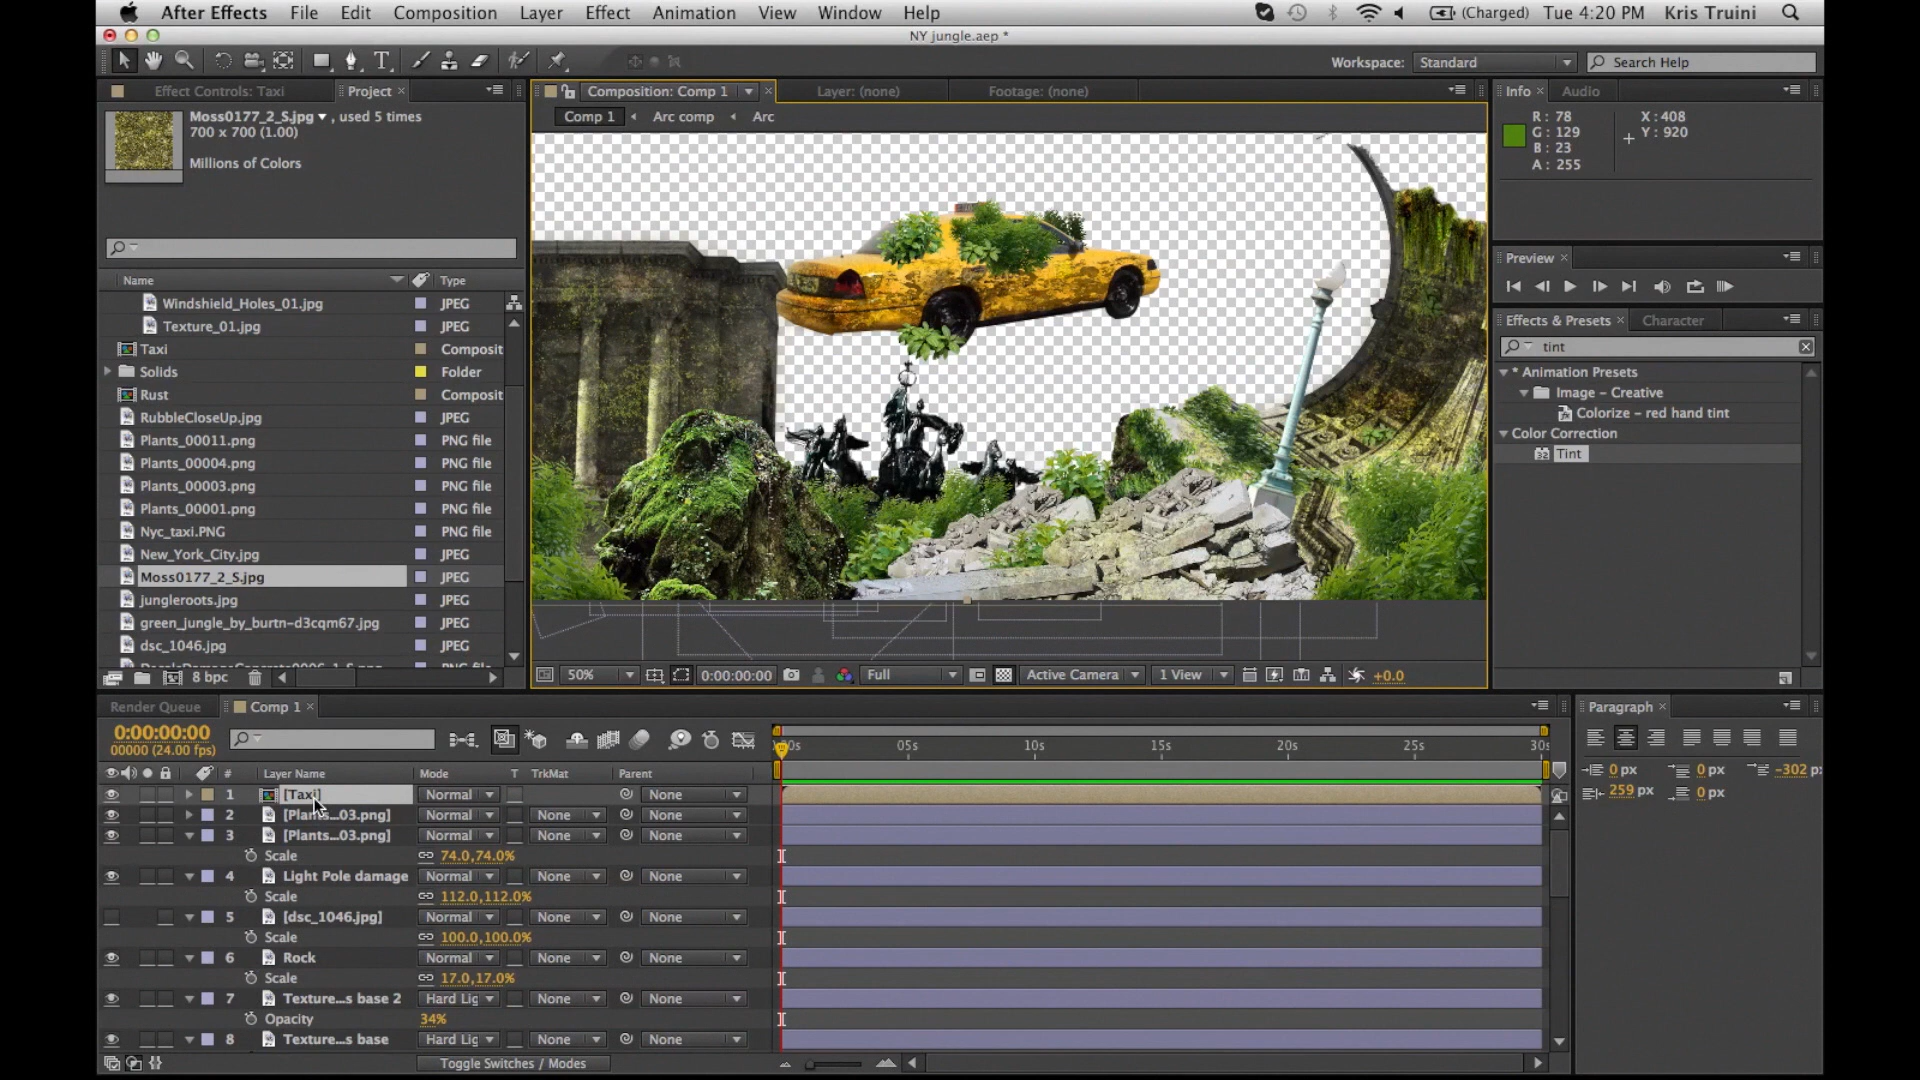 After Effects File Edit Composition Layer Effect Animation View Window Help (Charged) Tue 4:20 PM Kris Truini
NY jungle.aep *
Workspace: Standard Search Help
Effect Controls: Taxi Project
Moss0177_2_S.jpg , used 5 times
700 x 700 (1.00)
Millions of Colors
Name Type
Windshield_Holes_01.jpg JPEG
Texture_01.jpg JPEG
Taxi Composit
Solids Folder
Rust Composit
RubbleCloseUp.jpg JPEG
Plants_00011.png PNG file
Plants_00004.png PNG file
Plants_00003.png PNG file
Plants_00001.png PNG file
Nyc_taxi.PNG PNG file
New_York_City.jpg JPEG
Moss0177_2_S.jpg JPEG
jungleroots.jpg JPEG
green_jungle_by_burtn-d3cqm67.jpg JPEG
dsc_1046.jpg JPEG
8 bpc
Composition: Comp 1 Layer: (none) Footage: (none)
Comp 1 Arc comp Arc
50% 0:00:00:00 Full Active Camera 1 View +0.0
Info Audio
R : 78 X : 408
G : 129 Y : 920
B : 23
A : 255
Preview
Effects & Presets Character
tint
* Animation Presets
Image – Creative
Colorize – red hand tint
Color Correction
Tint
Render Queue Comp 1
0:00:00:00
00000 (24.00 fps)
05s 10s 15s 20s 25s 30s
# Layer Name Mode T TrkMat Parent
1 [Taxi] Normal None
2 [Plants...03.png] Normal None None
3 [Plants...03.png] Normal None None
Scale 74.0,74.0%
4 Light Pole damage Normal None None
Scale 112.0,112.0%
5 [dsc_1046.jpg] Normal None None
Scale 100.0,100.0%
6 Rock Normal None None
Scale 17.0,17.0%
7 Texture...s base 2 Hard Lig None None
Opacity 34%
8 Texture...s base Hard Lig None None
Toggle Switches / Modes
Paragraph
0 px 0 px -302 p
259 px 0 px